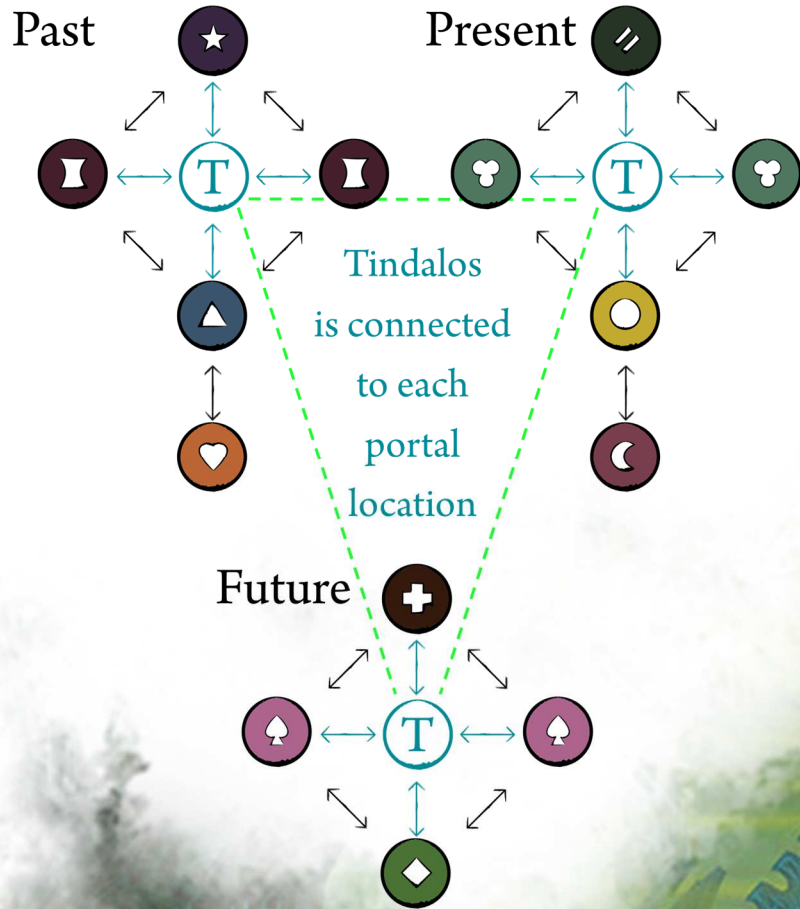 Past
Present
T
T
Tindalos
is connected
to each
portal
location
Future
T